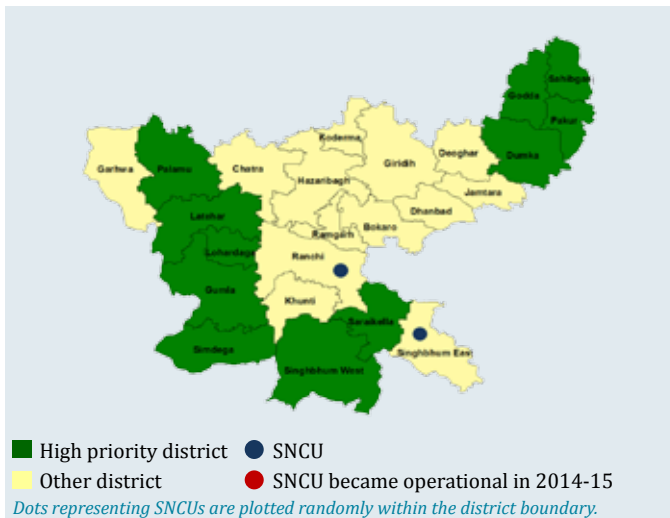 Sahibganj
Godda
Pakur
Koderma
Garhwa
Palamu
Chatra
Giridih
Deoghar
Dumka
Hazaribagh
Jamtara
Latehar
Dhanbad
Bokaro
Ramgarh
Lohardaga
Ranchi
Gumla
Khunti
Saraikella
Simdega
Singhbhum East
Singhbhum West
High priority district
SNCU
Other district
SNCU became operational in 2014-15
Dots representing SNCUs are plotted randomly within the district boundary.